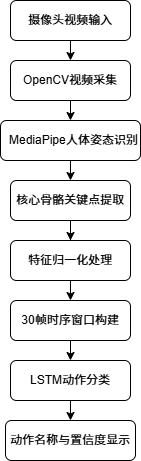 摄像头视频输入
OpenCV视频采集
MediaPipe人体姿态识别
核心骨骼关键点提取
特征归一化处理
30帧时序窗口构建
LSTM动作分类
动作名称与置信度显示